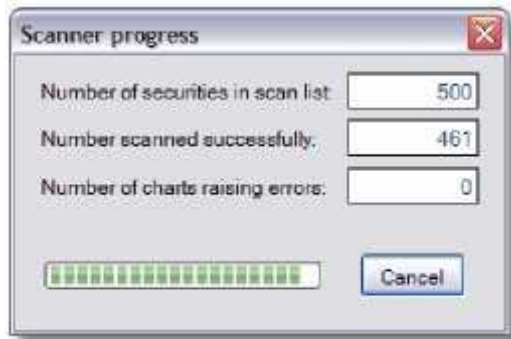 Scanner progress
Number of securities in scan list: 500
Number scanned successfully: 461
Number of charts raising errors: 0
Cancel